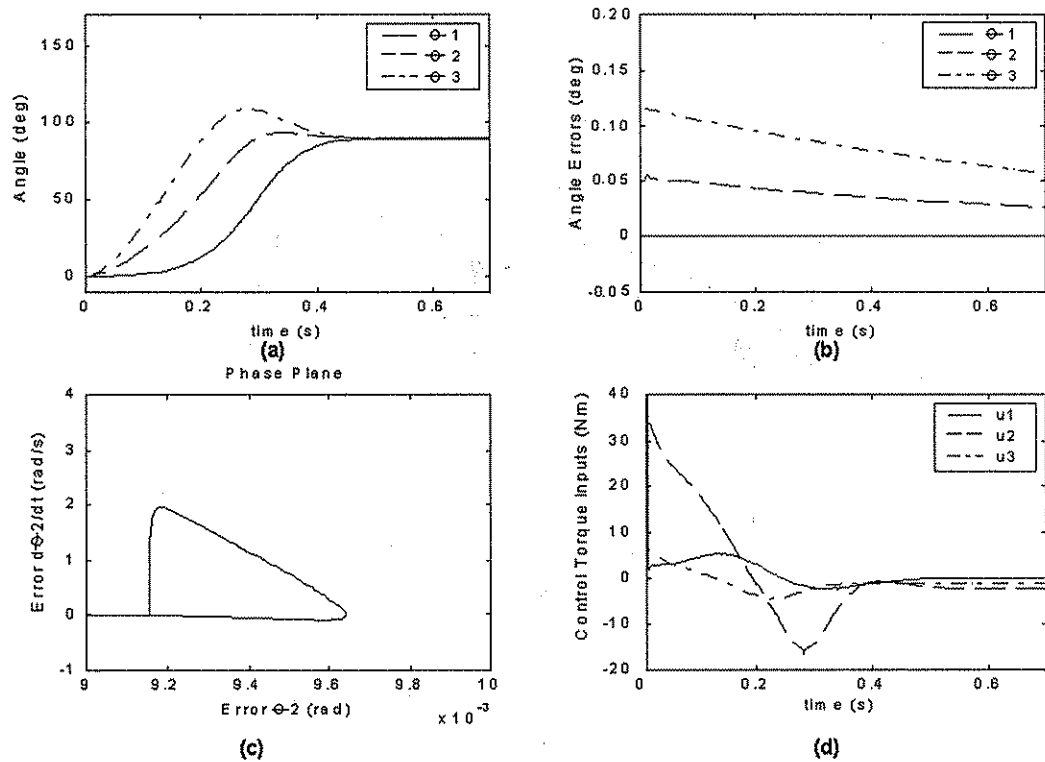 (a)
150
100
50
0
Angle (deg)
0
0.2
0.4
0.6
time (s)
Θ 1
Θ 2
Θ 3
(b)
0.20
0.15
0.10
0.05
0
-0.05
Angle Errors (deg)
0
0.2
0.4
0.6
time (s)
Θ 1
Θ 2
Θ 3
(a)
(b)
Phase Plane
4
3
2
1
0
-1
Error dΘ2/dt (rad/s)
9
9.2
9.4
9.6
9.8
10
Error Θ-2 (rad)
x 10⁻³
(c)
40
30
20
10
0
-10
-20
Control Torque Inputs (Nm)
0
0.2
0.4
0.6
time (s)
u1
u2
u3
(d)